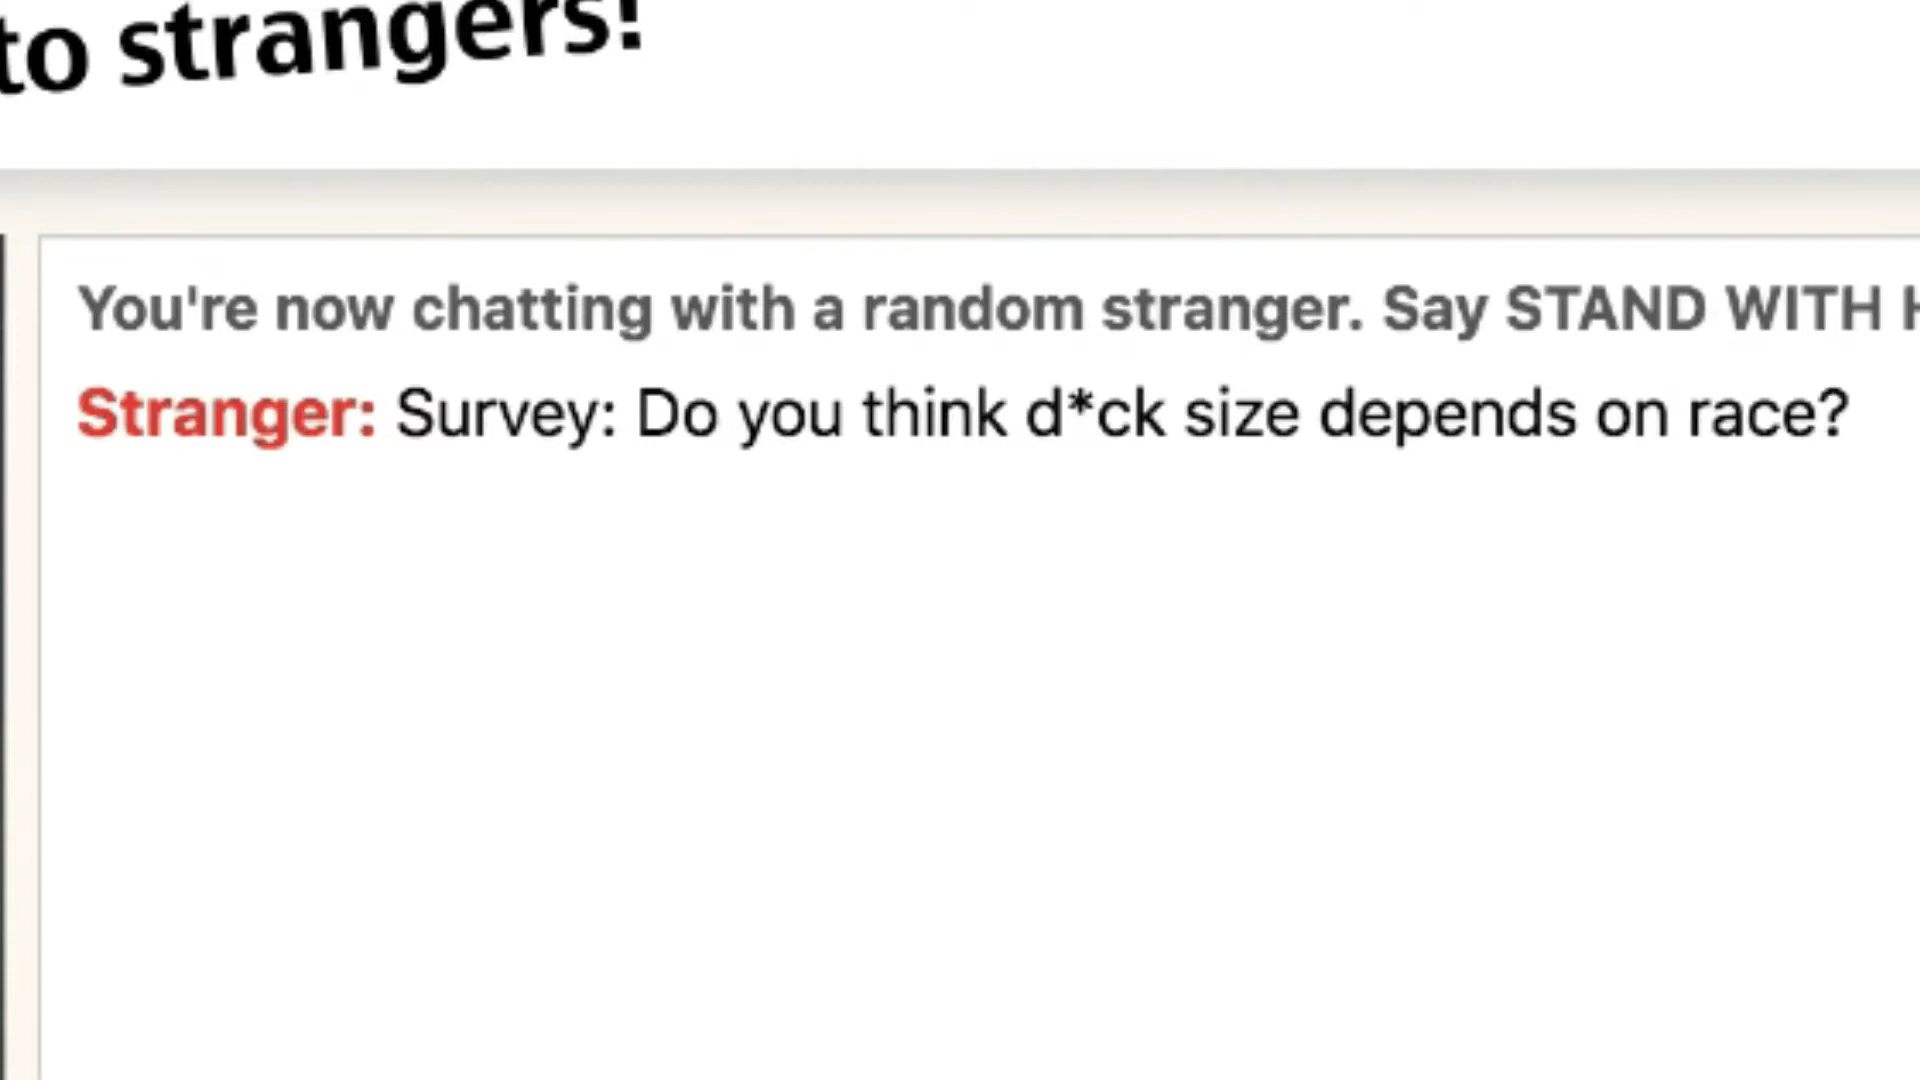 to strangers!
You're now chatting with a random stranger. Say STAND WITH
Stranger: Survey: Do you think d*ck size depends on race?